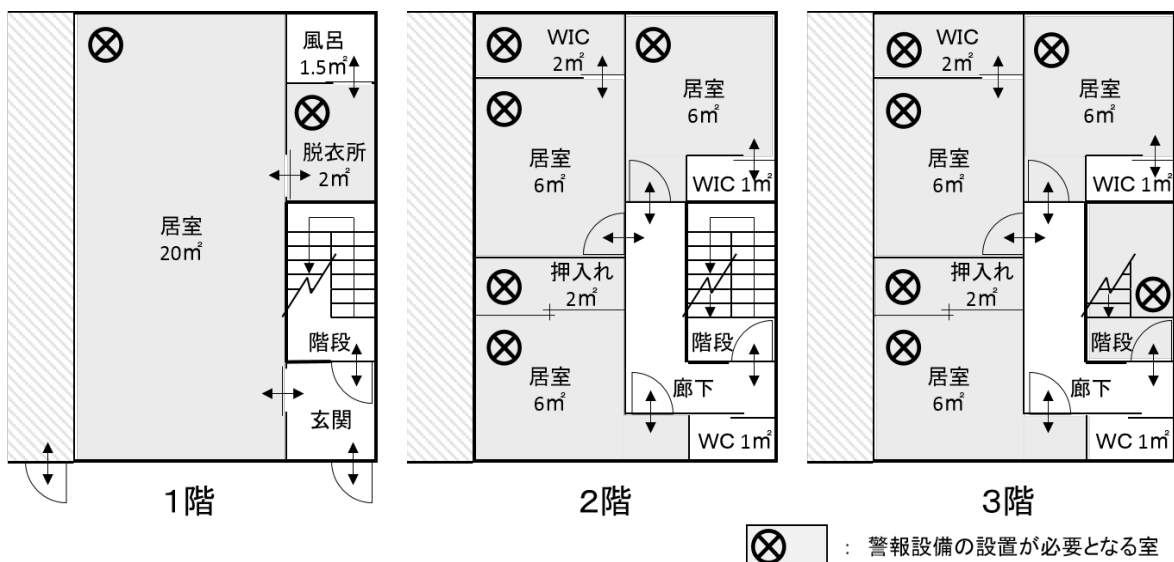 風呂
1.5㎡
脱衣所
2㎡
居室
20㎡
階段
玄関
1階
WIC
2㎡
居室
6㎡
居室
6㎡
WIC 1㎡
押入れ
2㎡
階段
居室
6㎡
廊下
WC 1㎡
2階
WIC
2㎡
居室
6㎡
居室
6㎡
WIC 1㎡
押入れ
2㎡
階段
居室
6㎡
廊下
WC 1㎡
3階
： 警報設備の設置が必要となる室